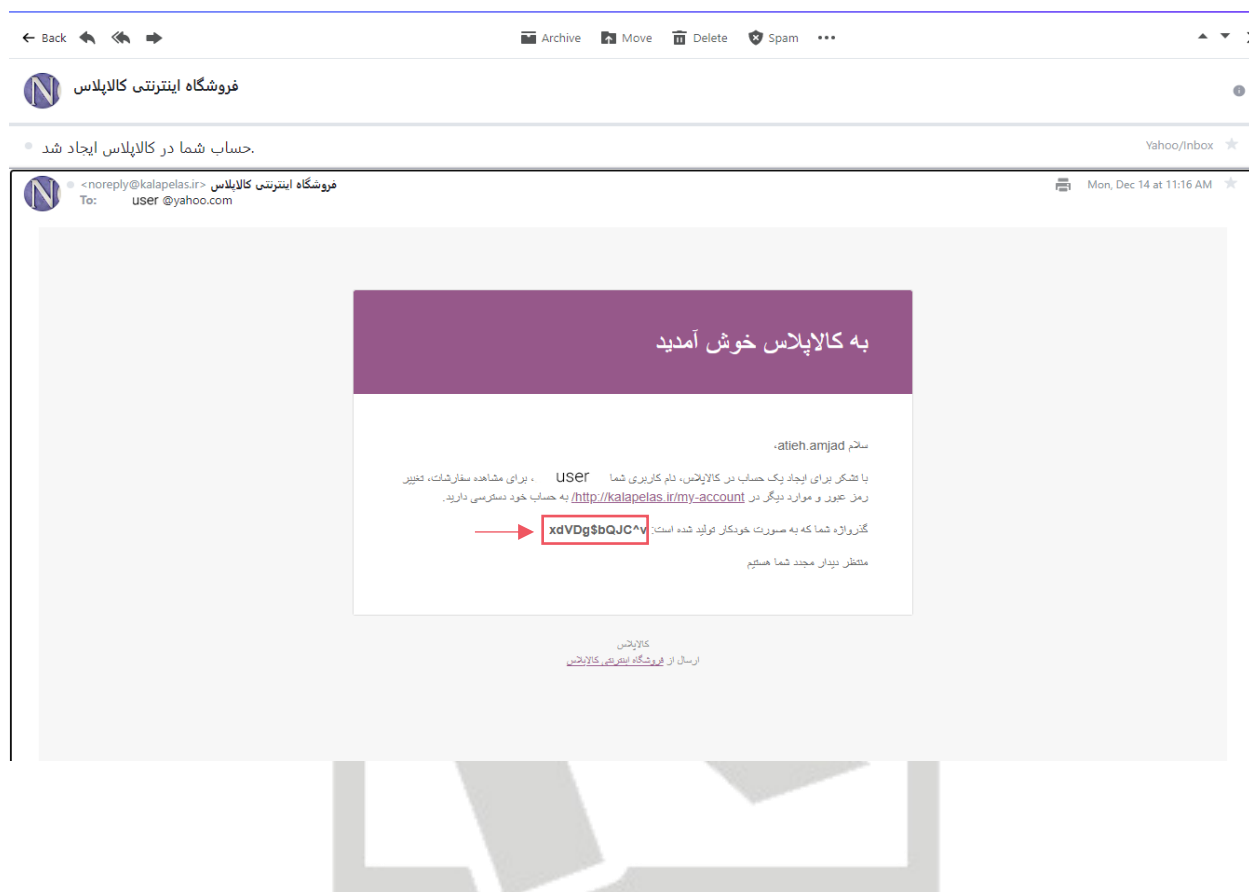 Back
Archive Move Delete Spam
فروشگاه اینترنتی کالاپلاس
حساب شما در کالاپلاس ایجاد شد.
Yahoo/Inbox
فروشگاه اینترنتی کالاپلاس <noreply@kalapelas.ir>
Mon, Dec 14 at 11:16 AM
To: user @yahoo.com
به کالاپلاس خوش آمدید
سلام atieh.amjad،
با تشکر برای ایجاد یک حساب در کالاپلاس، نام کاربری شما user ، برای مشاهده سفارشات، تغییر
رمز عبور و موارد دیگر در http://kalapelas.ir/my-account/ به حساب خود دسترسی دارید.
گذرواژه شما که به صورت خودکار تولید شده است: xdVDg$bQJC^v
منتظر دیدار مجدد شما هستیم
کالاپلاس
ارسال از فروشگاه اینترنتی کالاپلاس